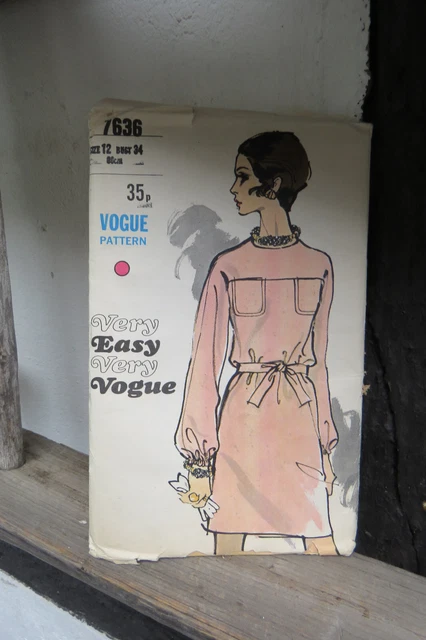 7636
SIZE 12 BUST 34
35p
VOGUE
PATTERN
Very
Easy
Very
Vogue